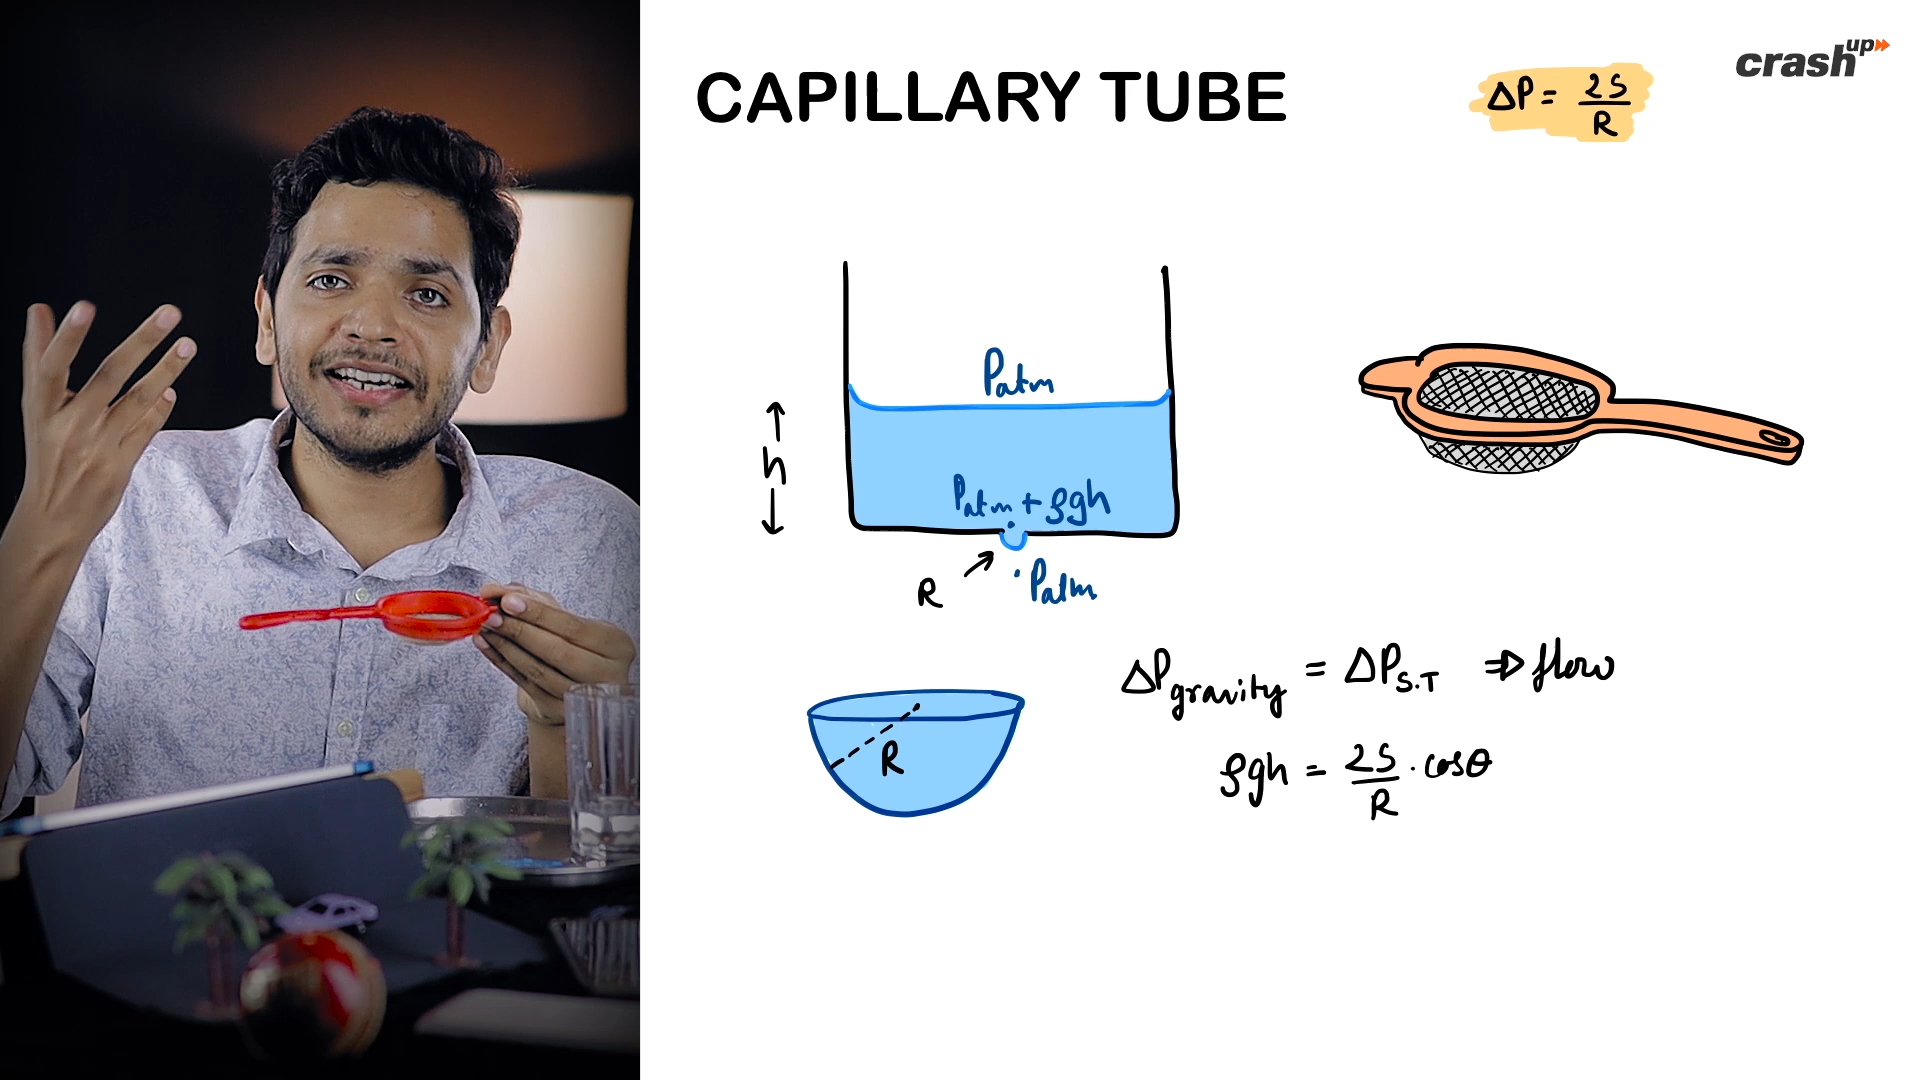 CAPILLARY TUBE
ΔP = 2S/R
crash up
Patm
h
Patm + ρgh
R
Patm
ΔPgravity = ΔPS.T ⇒ flow
R
ρgh = 2S/R · cosθ